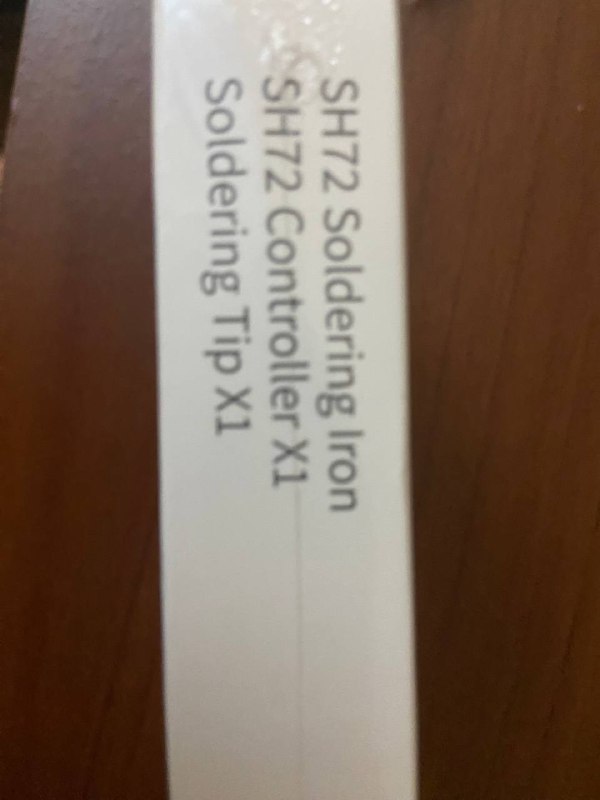 SH72 Soldering Iron
SH72 Controller X1
Soldering Tip X1